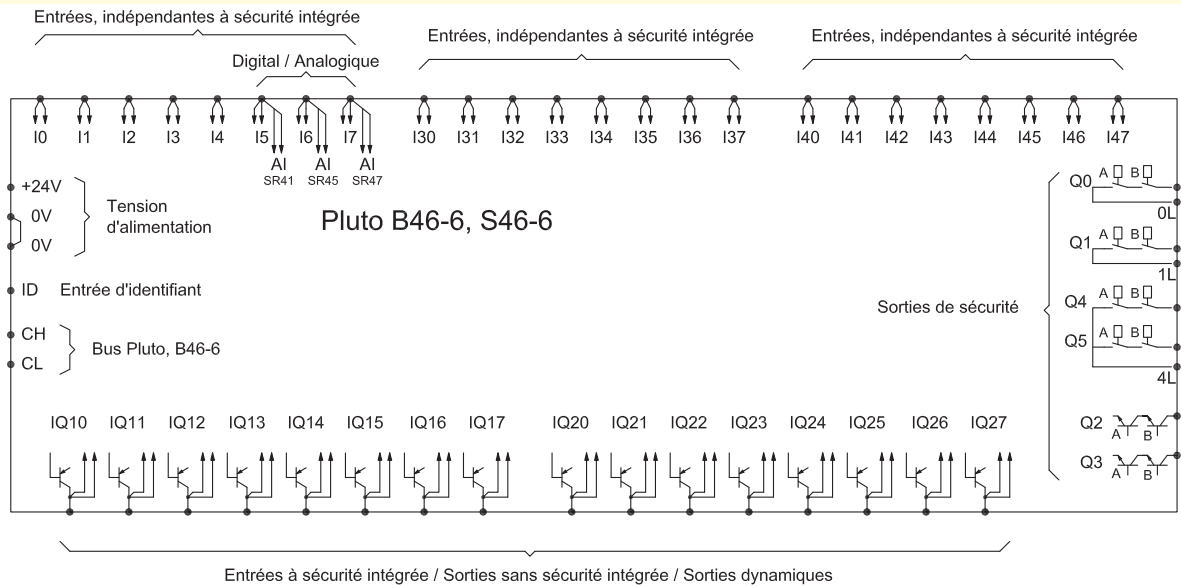 Entrées, indépendantes à sécurité intégrée
Entrées, indépendantes à sécurité intégrée
Entrées, indépendantes à sécurité intégrée
Digital / Analogique
I0 I1 I2 I3 I4 I5 I6 I7 I30 I31 I32 I33 I34 I35 I36 I37 I40 I41 I42 I43 I44 I45 I46 I47
AI AI AI
SR41 SR45 SR47
+24V
0V
0V
Tension
d'alimentation
Pluto B46-6, S46-6
ID Entrée d'identifiant
CH
CL
Bus Pluto, B46-6
Sorties de sécurité
Q0 A B
0L
Q1 A B
1L
Q4 A B
Q5 A B
4L
Q2 A B
Q3 A B
IQ10 IQ11 IQ12 IQ13 IQ14 IQ15 IQ16 IQ17 IQ20 IQ21 IQ22 IQ23 IQ24 IQ25 IQ26 IQ27
Entrées à sécurité intégrée / Sorties sans sécurité intégrée / Sorties dynamiques